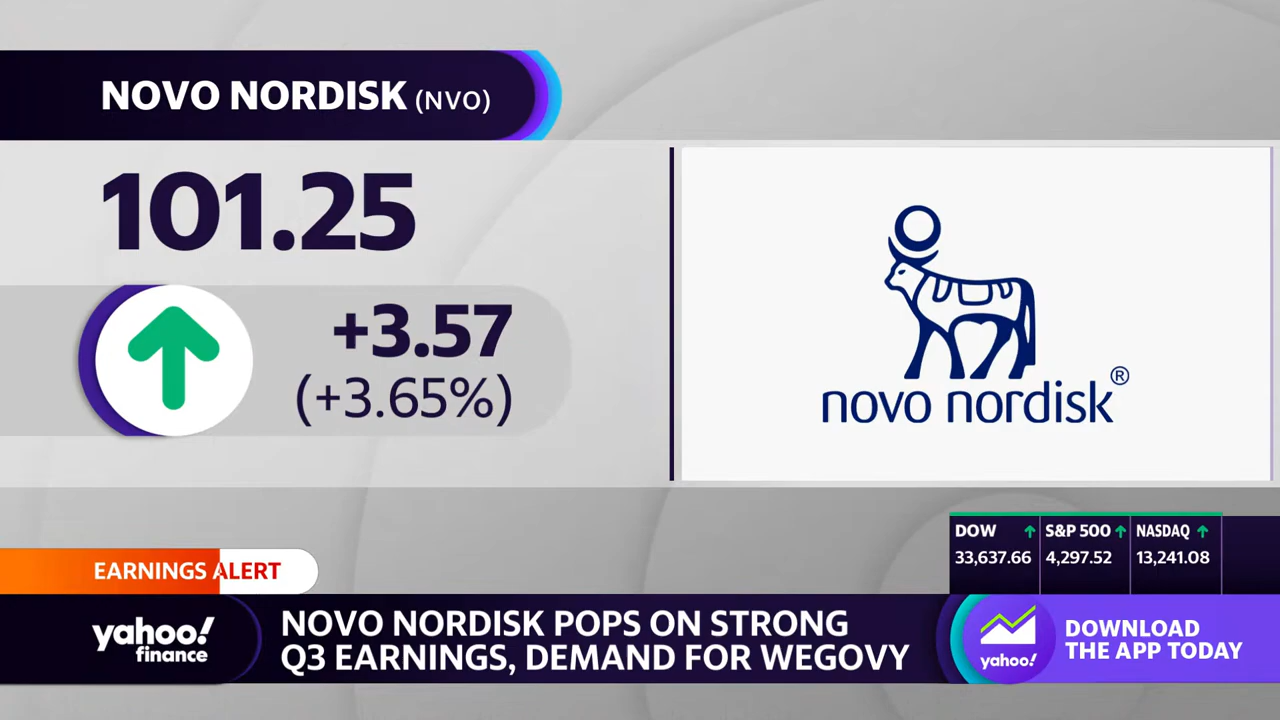 NOVO NORDISK (NVO)
101.25
+3.57
(+3.65%)
novo nordisk®
DOW
33,637.66
S&P 500
4,297.52
NASDAQ
13,241.08
EARNINGS ALERT
yahoo!
finance
NOVO NORDISK POPS ON STRONG
Q3 EARNINGS, DEMAND FOR WEGOVY
yahoo!
DOWNLOAD
THE APP TODAY